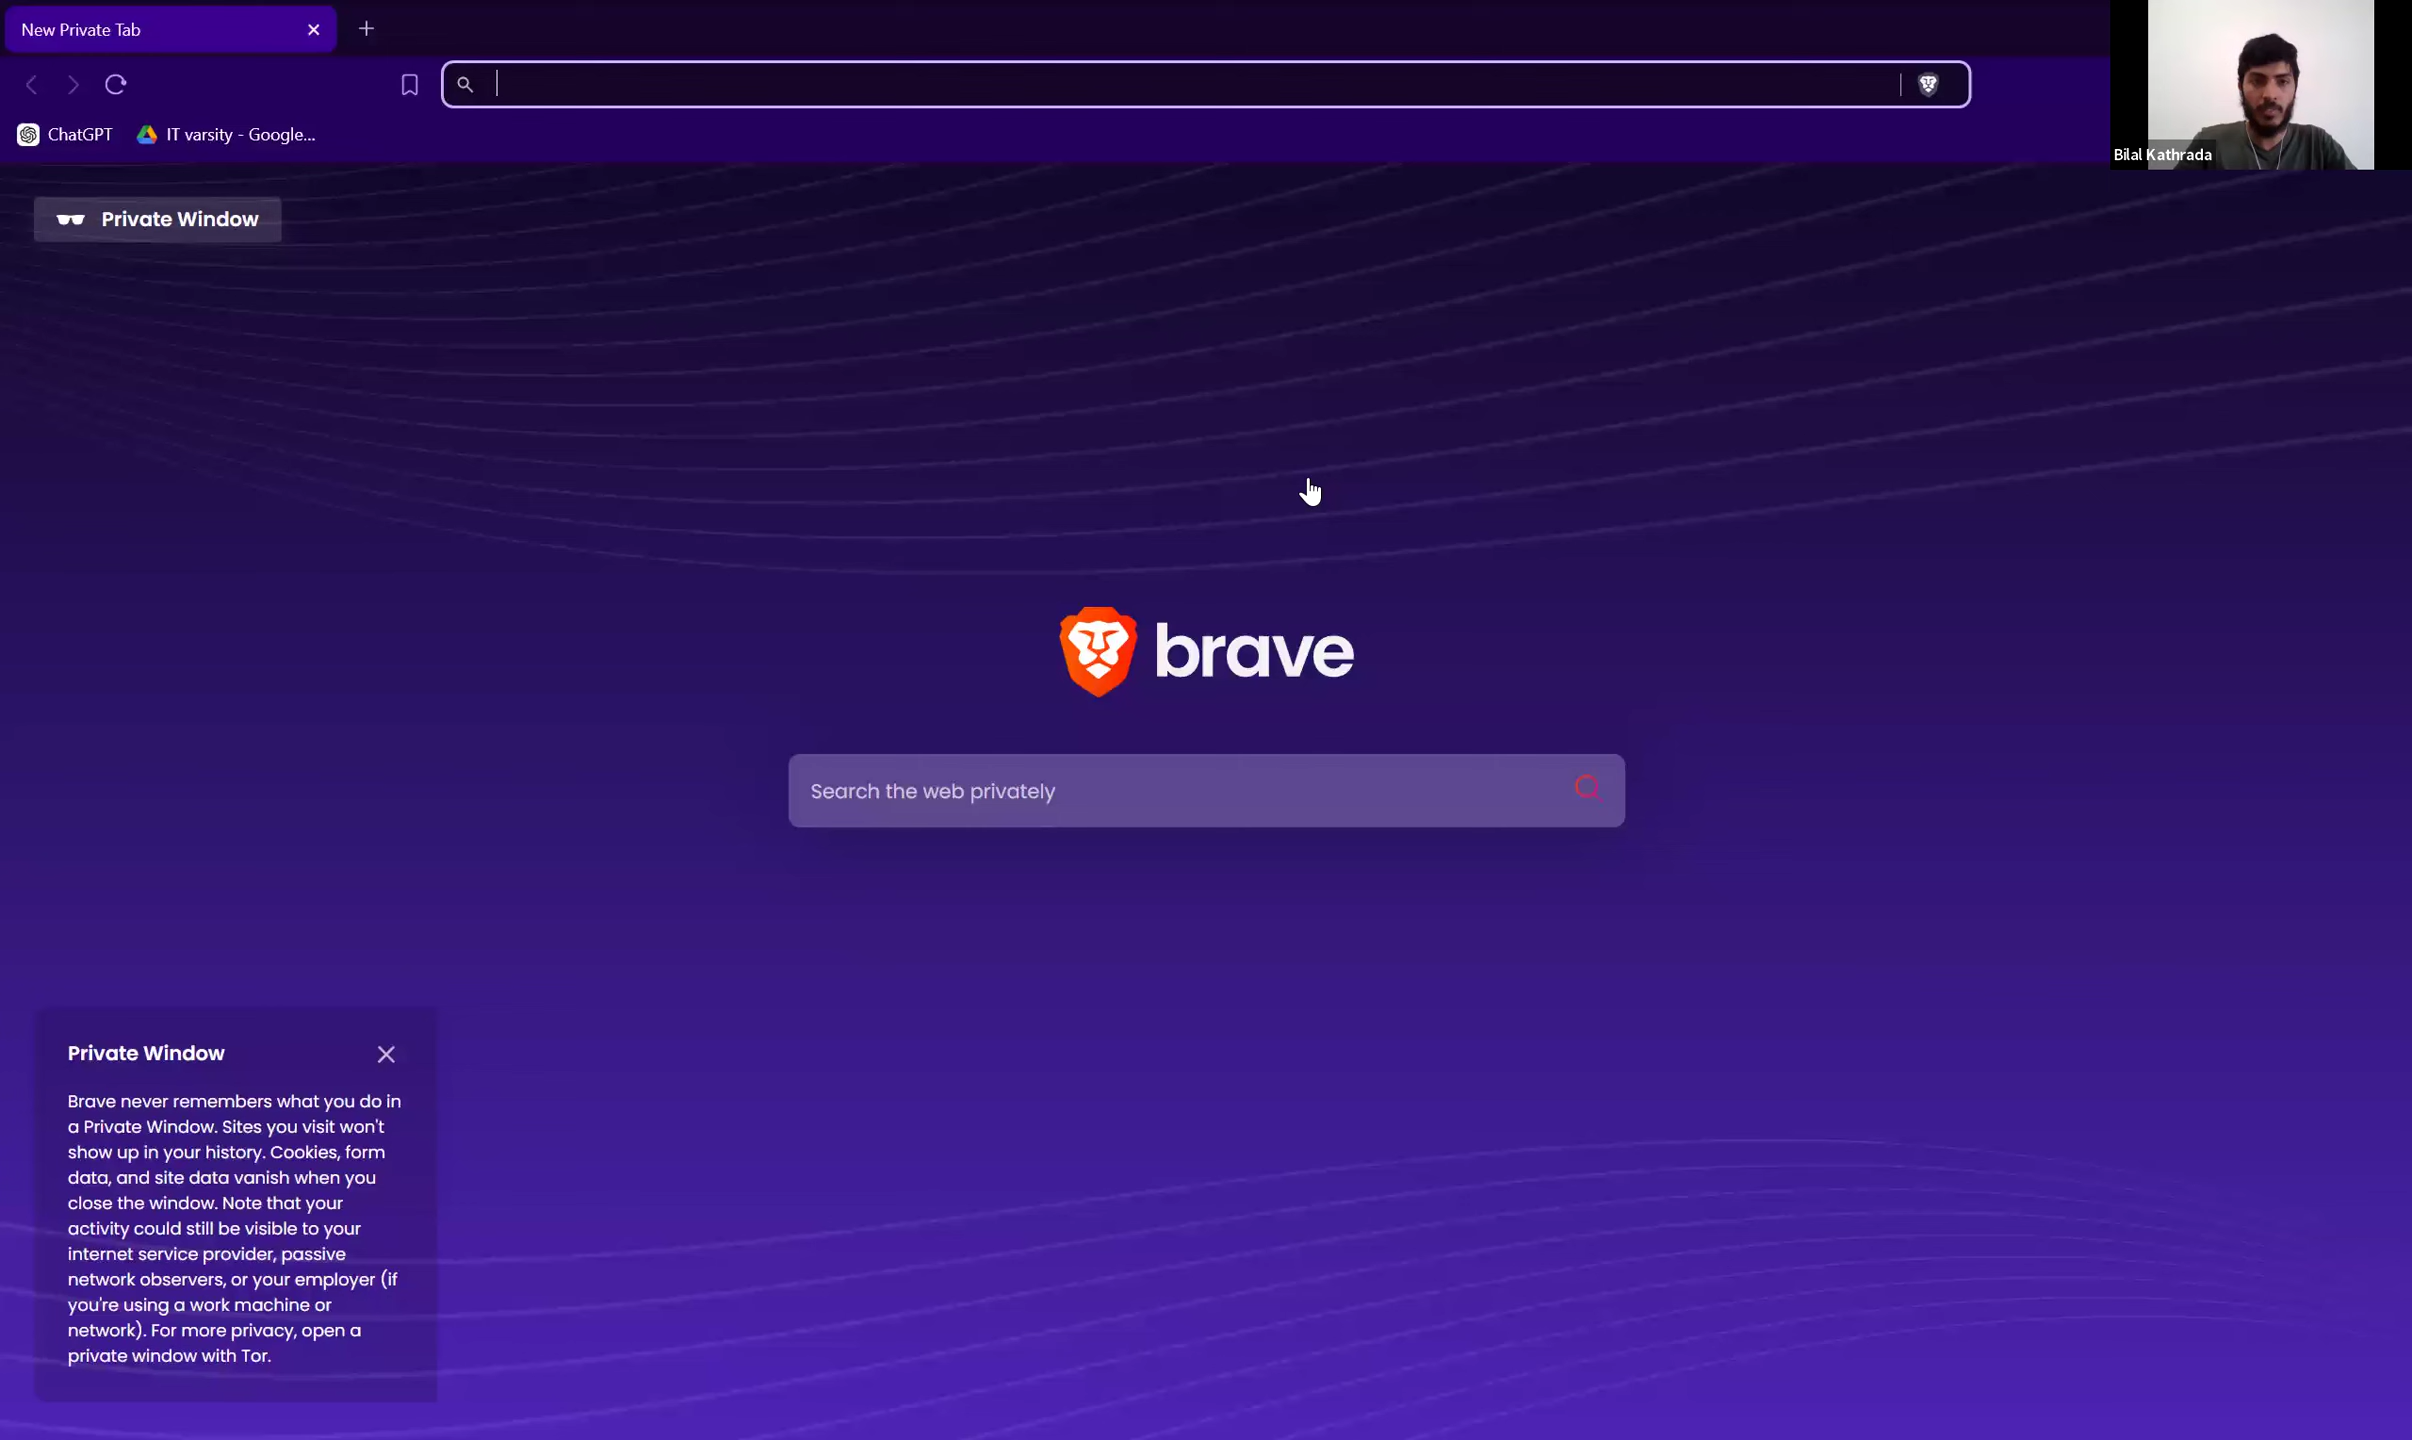 New Private Tab
ChatGPT
IT varsity - Google...
Bilal Kathrada
Private Window
brave
Search the web privately
Private Window
Brave never remembers what you do in
a Private Window. Sites you visit won't
show up in your history. Cookies, form
data, and site data vanish when you
close the window. Note that your
activity could still be visible to your
internet service provider, passive
network observers, or your employer (if
you're using a work machine or
network). For more privacy, open a
private window with Tor.